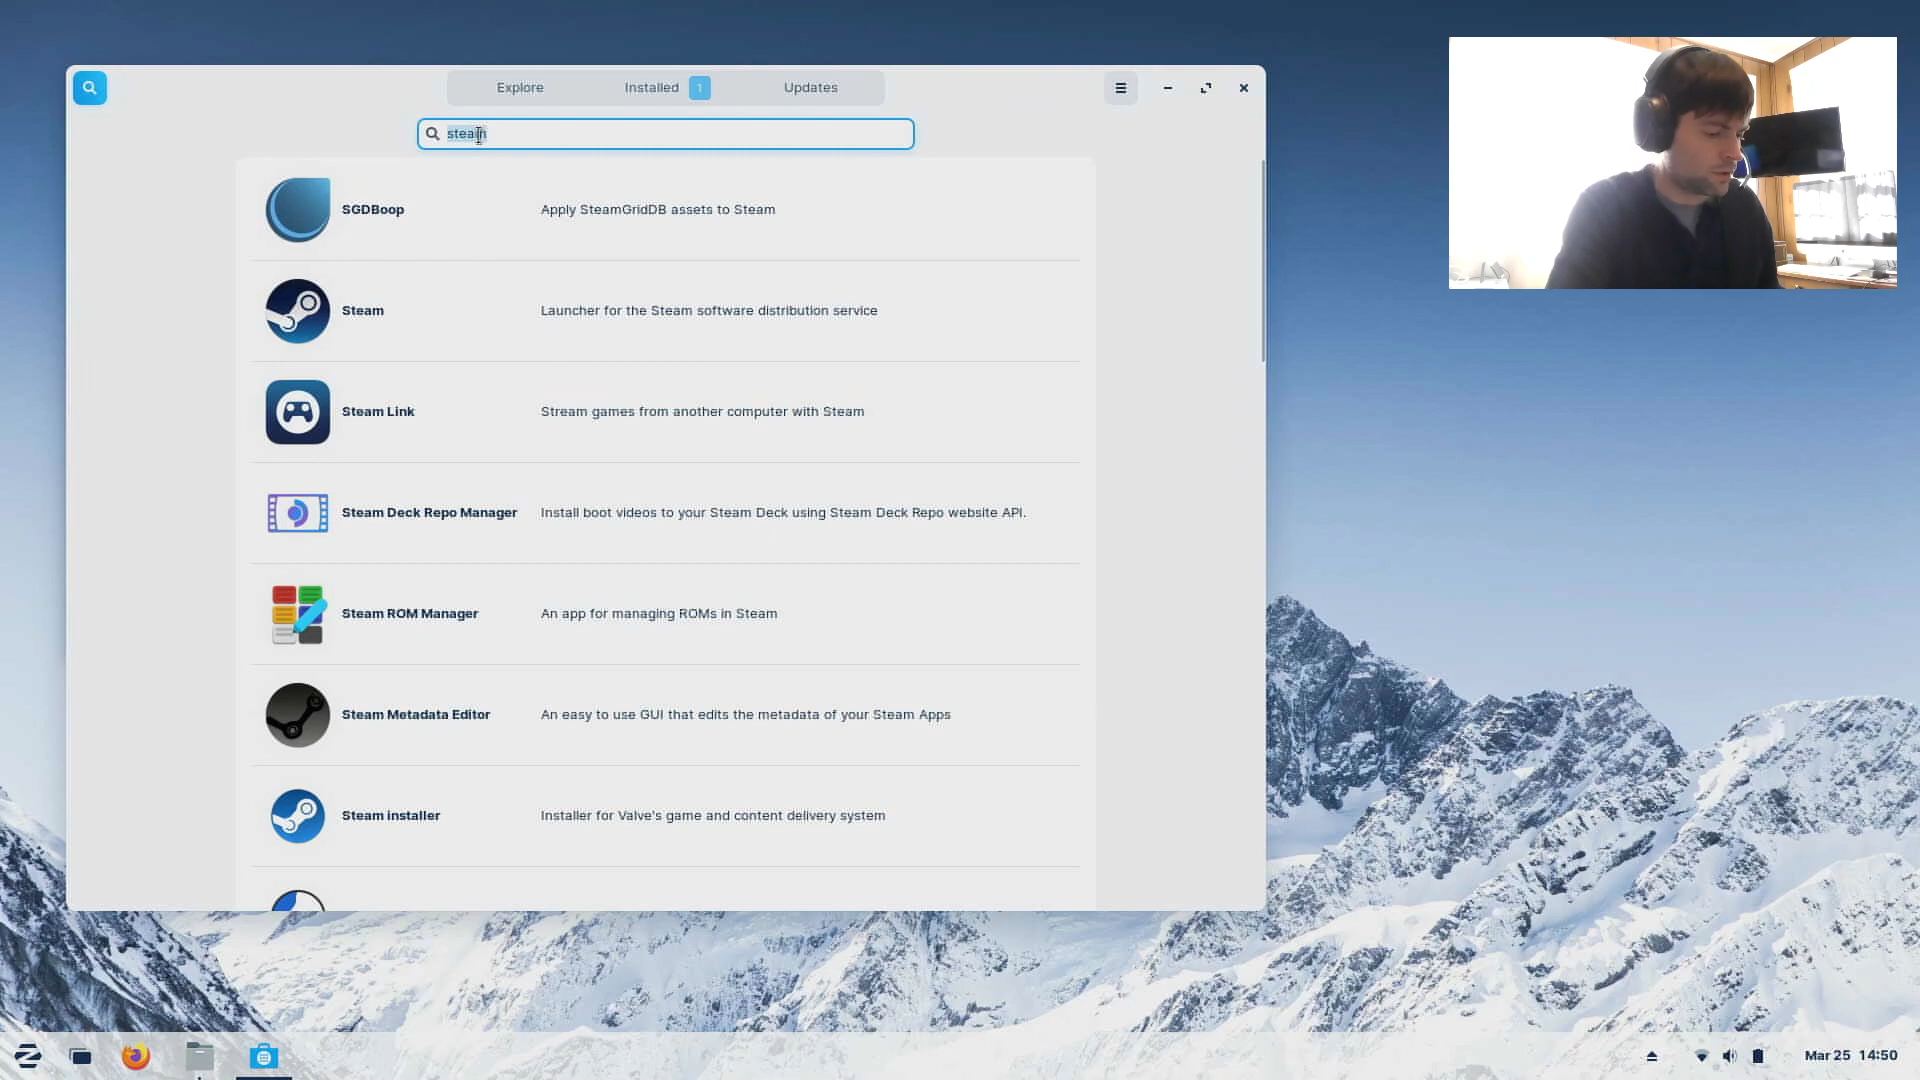 Explore Installed 1 Updates
steam
SGDBoop Apply SteamGridDB assets to Steam
Steam Launcher for the Steam software distribution service
Steam Link Stream games from another computer with Steam
Steam Deck Repo Manager Install boot videos to your Steam Deck using Steam Deck Repo website API.
Steam ROM Manager An app for managing ROMs in Steam
Steam Metadata Editor An easy to use GUI that edits the metadata of your Steam Apps
Steam installer Installer for Valve's game and content delivery system
Mar 25 14:50